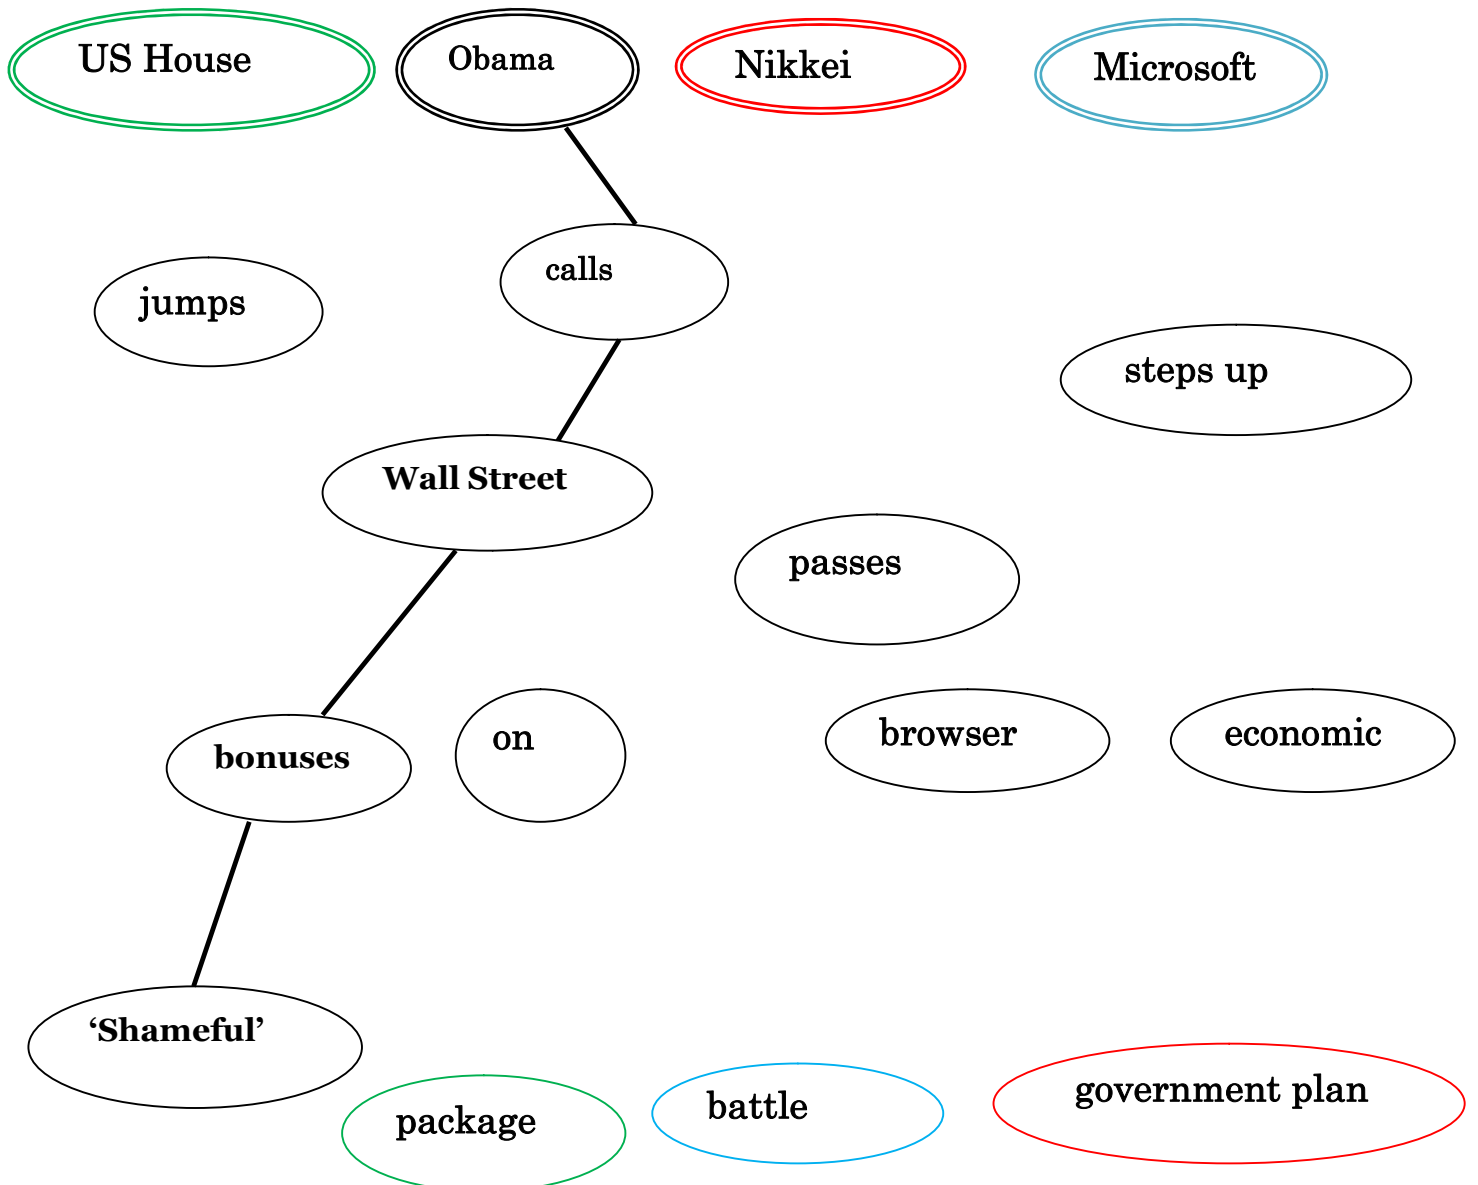 US House
Obama
Nikkei
Microsoft
calls
jumps
steps up
Wall Street
passes
bonuses
on
browser
economic
‘Shameful’
package
battle
government plan